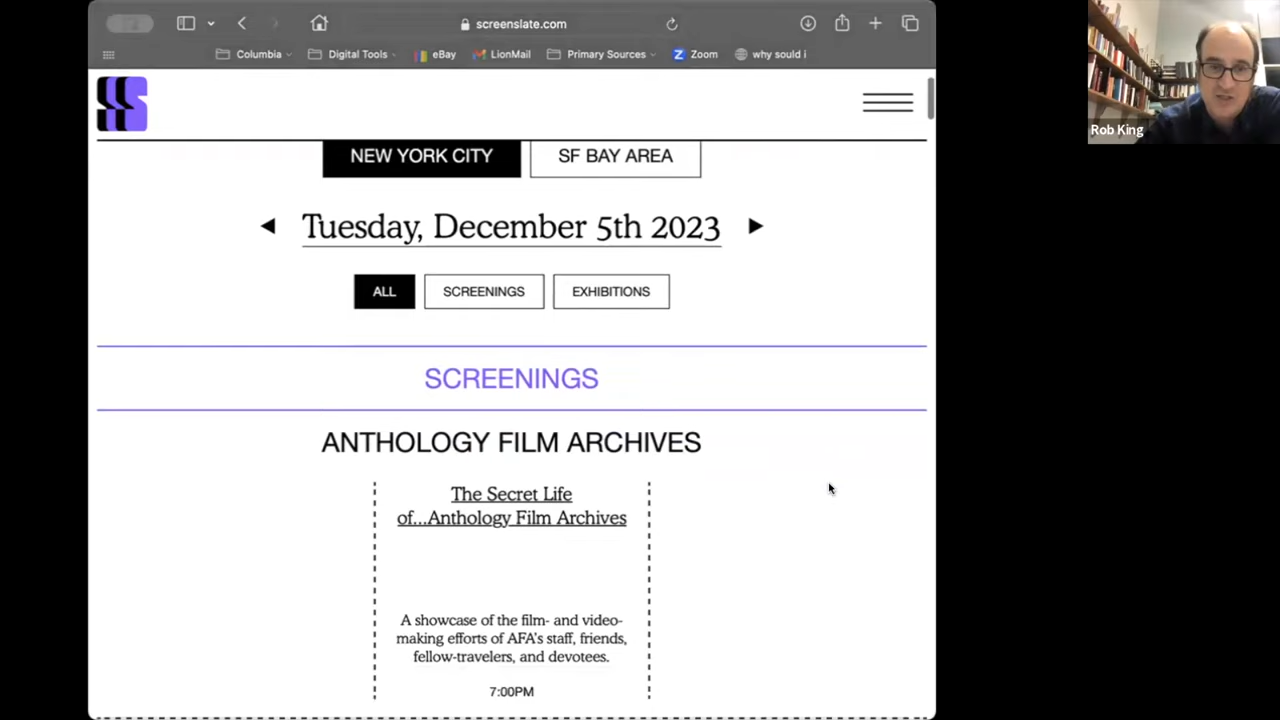 screenslate.com
Columbia
Digital Tools
eBay
LionMail
Primary Sources
Zoom
why sould i
Rob King
NEW YORK CITY
SF BAY AREA
Tuesday, December 5th 2023
ALL
SCREENINGS
EXHIBITIONS
SCREENINGS
ANTHOLOGY FILM ARCHIVES
The Secret Life
of...Anthology Film Archives
A showcase of the film- and video-
making efforts of AFA's staff, friends,
fellow-travelers, and devotees.
7:00PM